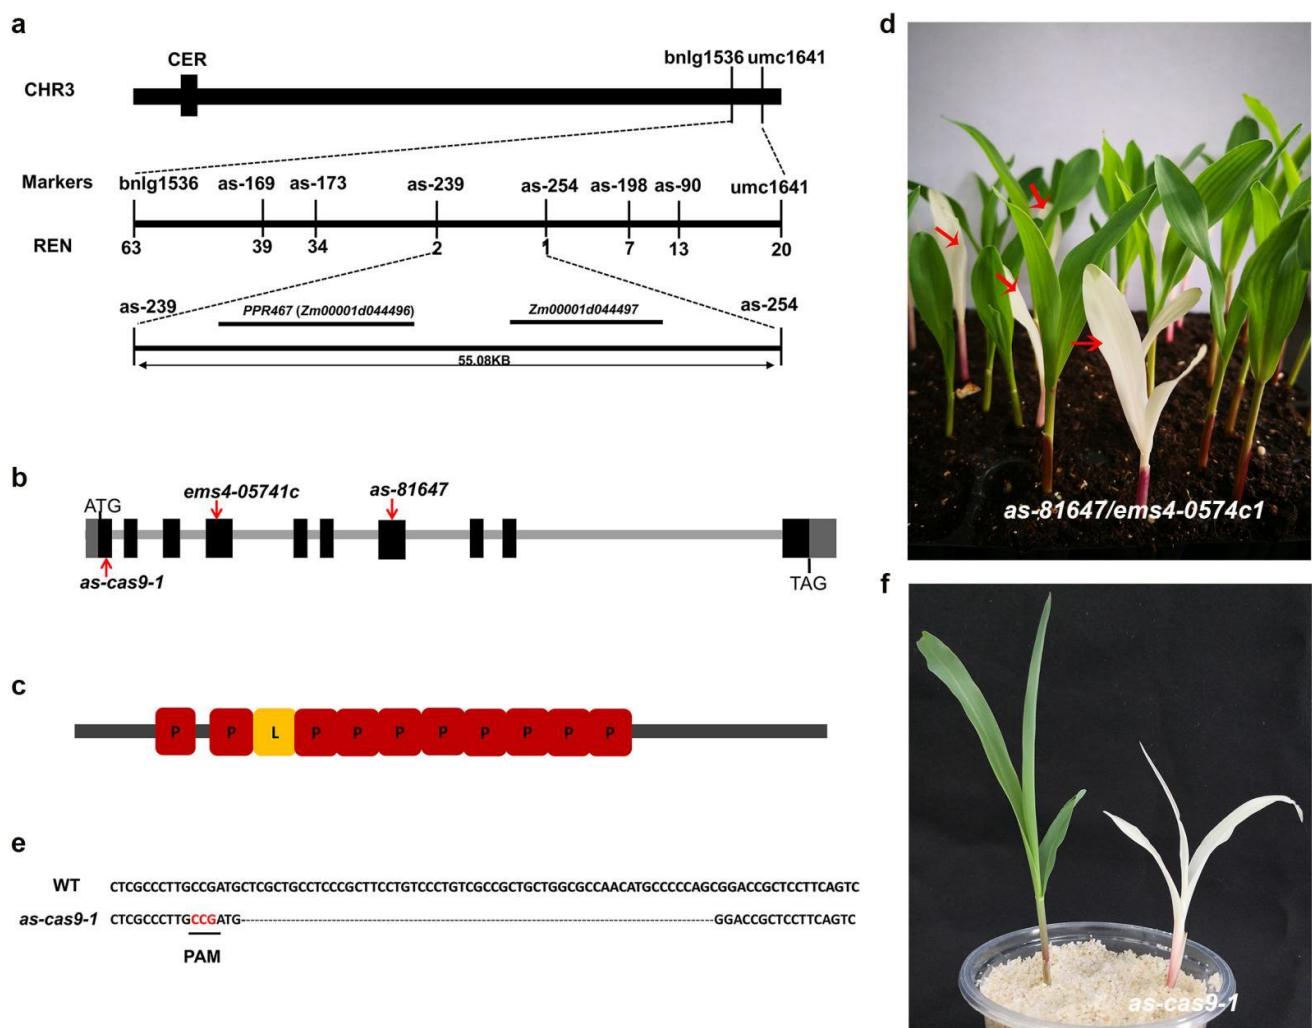 a
CER
bnlg1536 umc1641
CHR3
Markers bnlg1536 as-169 as-173 as-239 as-254 as-198 as-90 umc1641
REN 63 39 34 2 1 7 13 20
as-239 PPR467 (Zm00001d044496) Zm00001d044497 as-254
55.08KB
b
ems4-05741c as-81647
ATG
as-cas9-1
TAG
c
P P L P P P P P P P P
d
as-81647/ems4-0574c1
e
WT CTCGCCCTTGCCGATGCTCGCTGCCTCCCGCTTCCTGTCCCTGTCGCCGCTGCTGGCGCCAACATGCCCCCAGCGGACCGCTCCTTCAGTC
as-cas9-1 CTCGCCCTTGCCGATG------------------------------------------------------------GGACCGCTCCTTCAGTC
PAM
f
as-cas9-1